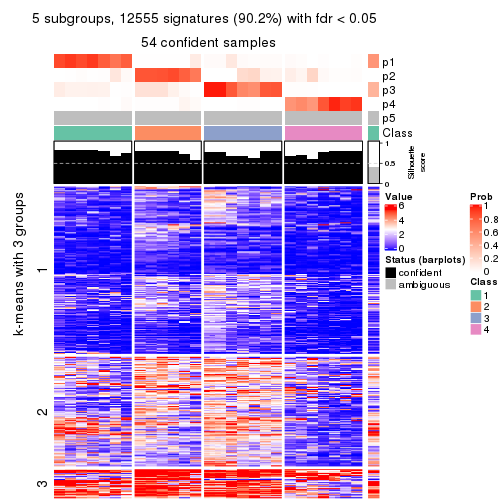 5 subgroups, 12555 signatures (90.2%) with fdr < 0.05
54 confident samples
p1
p2
p3
p4
p5
Class
1
0.5
0
Silhouette
score
k-means with 3 groups
1
2
3
Value
6
4
2
0
Status (barplots)
confident
ambiguous
Prob
1
0.8
0.6
0.4
0.2
0
Class
1
2
3
4